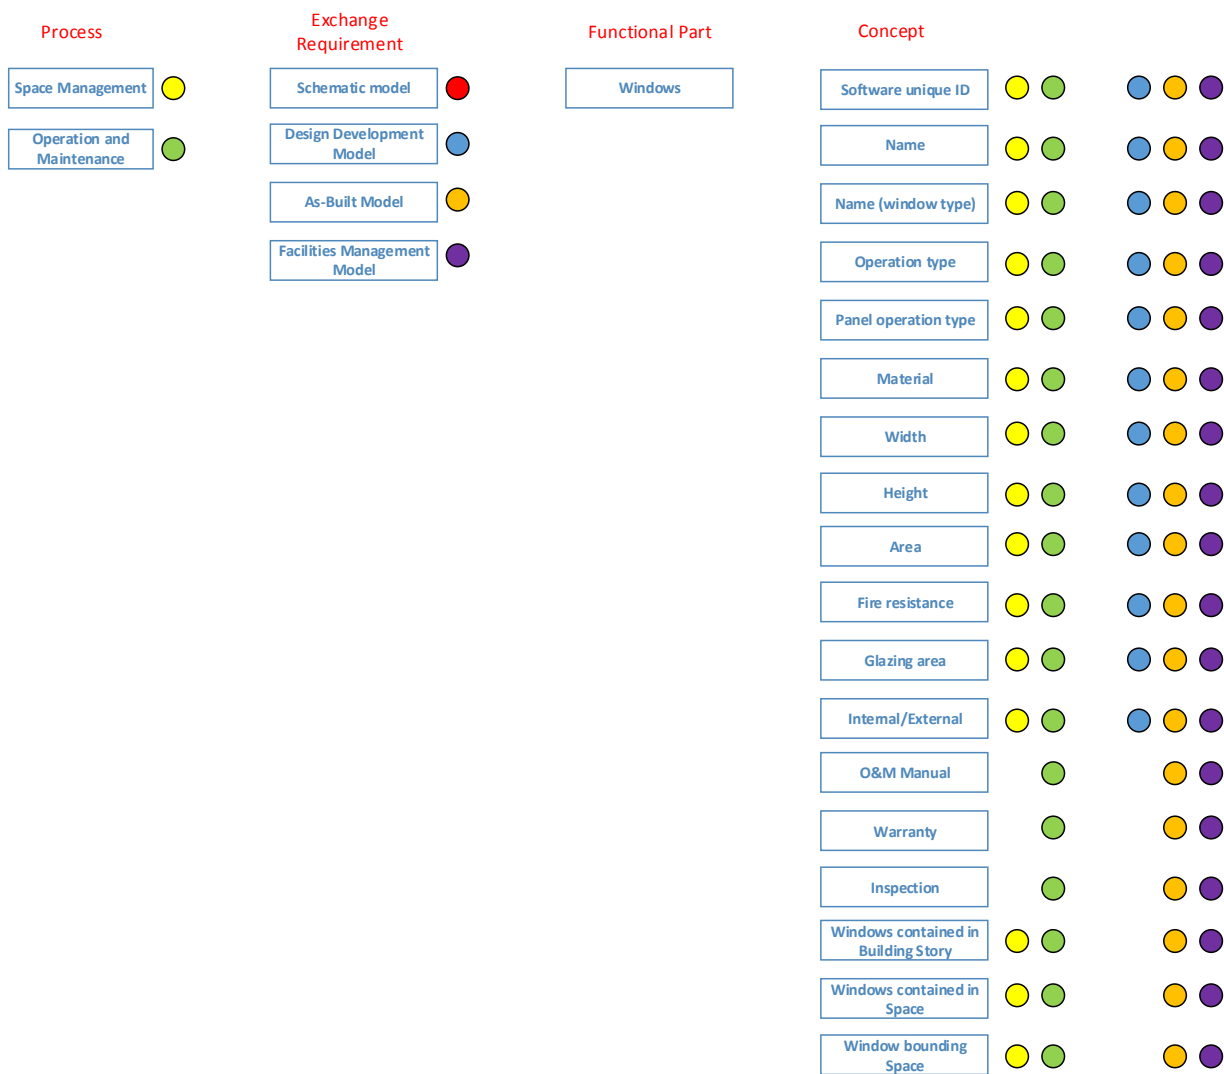 Process
Exchange
Requirement
Functional Part
Concept
Space Management
Operation and
Maintenance
Schematic model
Design Development
Model
As-Built Model
Facilities Management
Model
Windows
Software unique ID
Name
Name (window type)
Operation type
Panel operation type
Material
Width
Height
Area
Fire resistance
Glazing area
Internal/External
O&M Manual
Warranty
Inspection
Windows contained in
Building Story
Windows contained in
Space
Window bounding
Space